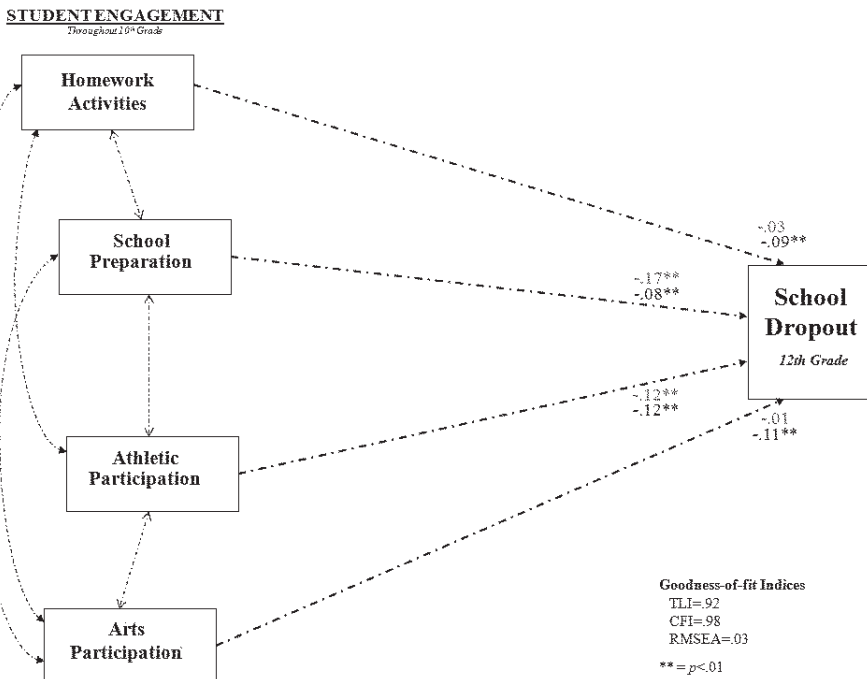 STUDENT ENGAGEMENT
Throughout 10th Grade
Homework
Activities
School
Preparation
Athletic
Participation
Arts
Participation
-.03
-.09**
-.17**
-.08**
-.12**
-.12**
-.01
-.11**
School
Dropout
12th Grade
Goodness-of-fit Indices
TLI=.92
CFI=.98
RMSEA=.03
**=p<.01